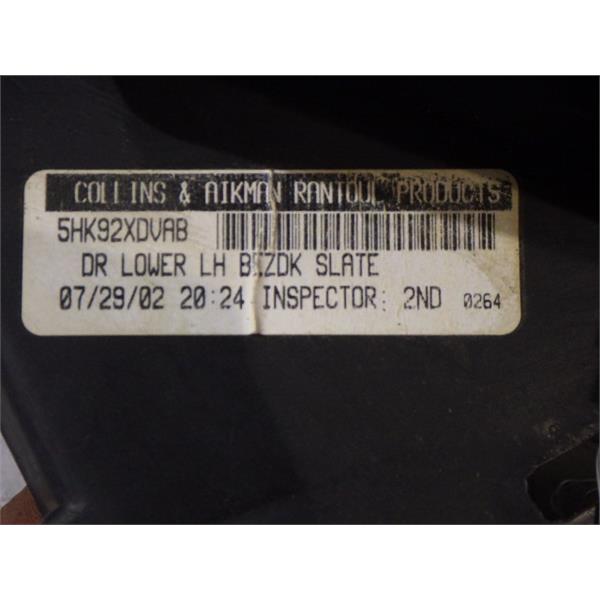 COLLINS & AIKMAN RANTOUL PRODUCTS
5HK92XDVAB
DR LOWER LH BEZDK SLATE
07/29/02 20:24 INSPECTOR: 2ND 0264